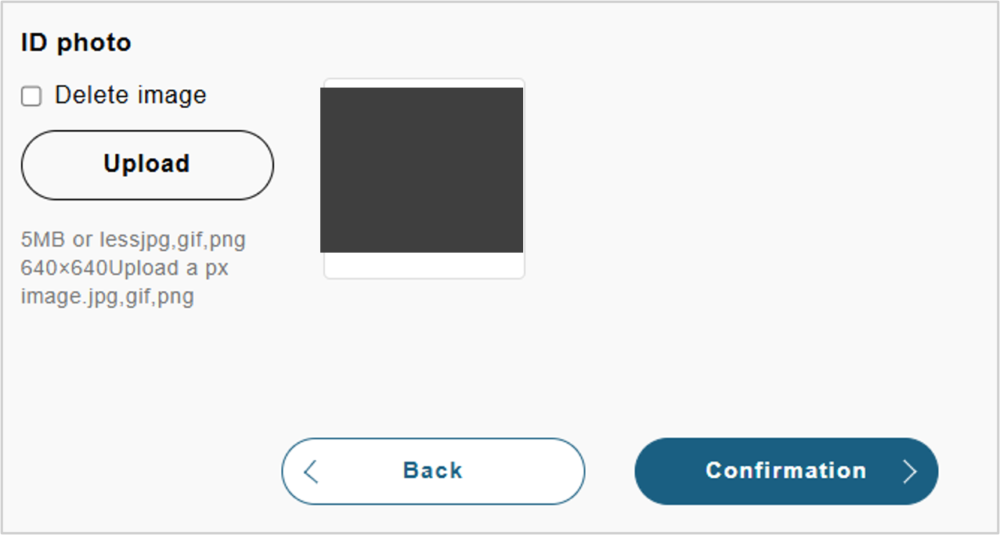 ID photo
Delete image
Upload
5MB or lessjpg,gif,png
640×640Upload a px
image.jpg,gif,png
Back
Confirmation